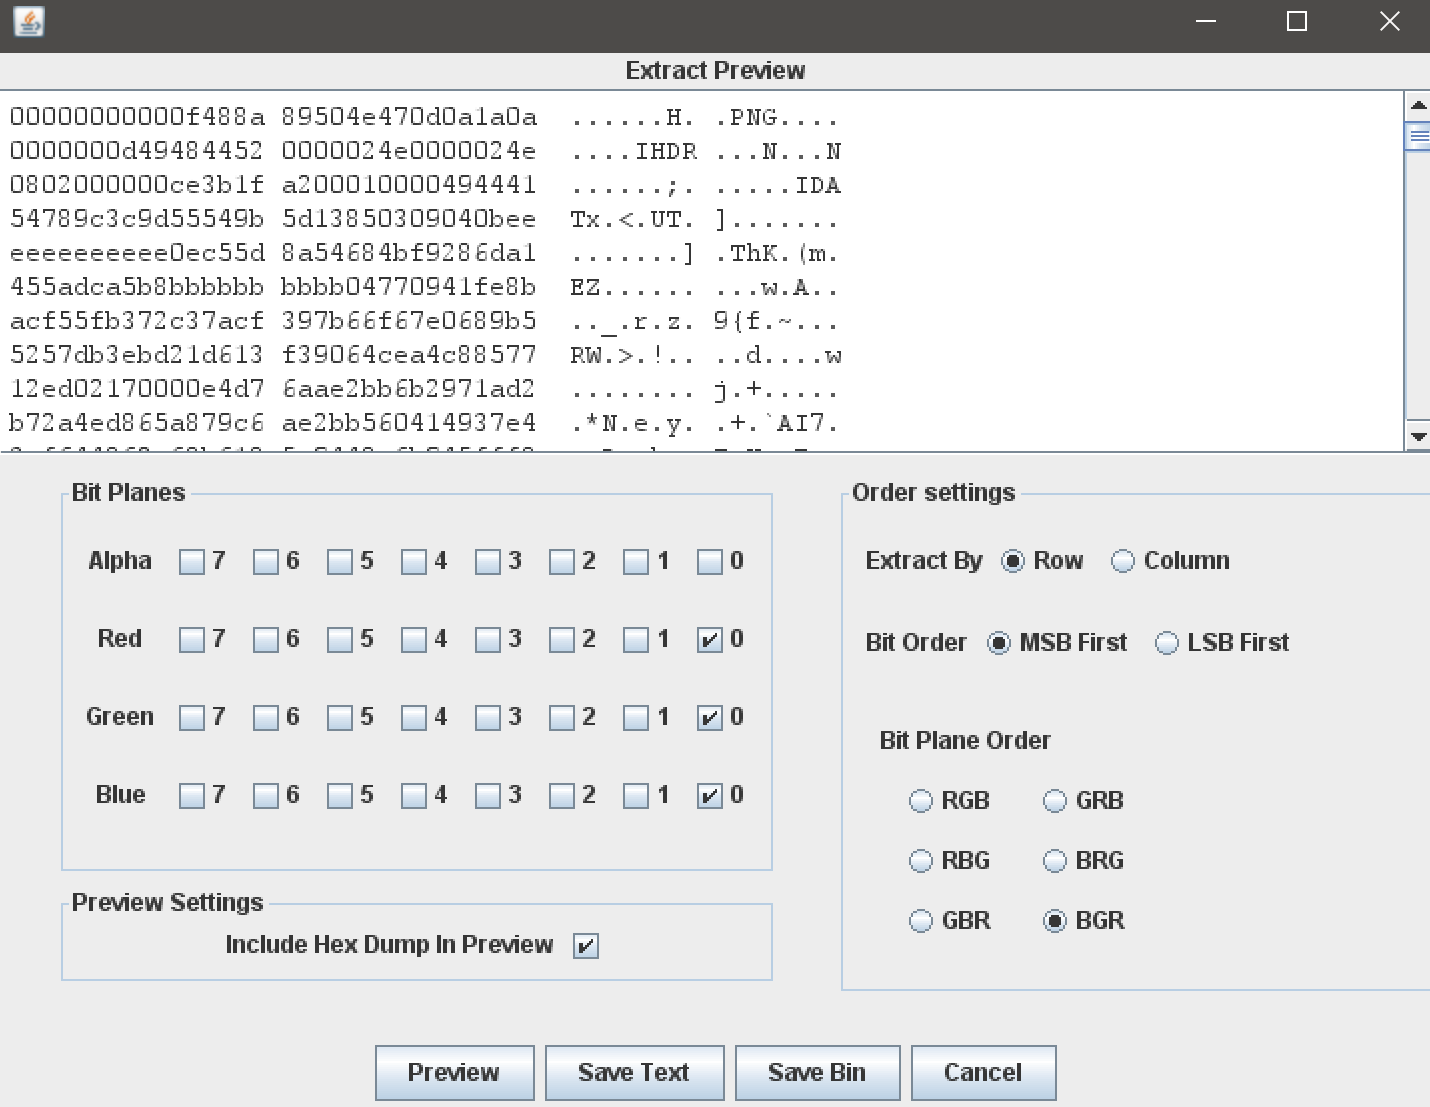 Extract Preview
00000000000f488a 89504e470d0a1a0a ......H. .PNG....
0000000d49484452 0000024e0000024e ....IHDR ...N...N
0802000000ce3b1f a200010000494441 ......;. .....IDA
54789c3c9d55549b 5d13850309040bee Tx.<.UT. ].......
eeeeeeeeee0ec55d 8a54684bf9286da1 .......] .ThK.(m.
455adca5b8bbbbbb bbbb04770941fe8b EZ...... ...w.A..
acf55fb372c37acf 397b66f67e0689b5 .._.r.z. 9{f.~...
5257db3ebd21d613 f39064cea4c88577 RW.>.!.. ..d....w
12ed02170000e4d7 6aae2bb6b2971ad2 ........ j.+.....
b72a4ed865a879c6 ae2bb560414937e4 .*N.e.y. .+.`AI7.
Bit Planes
Alpha 7 6 5 4 3 2 1 0
Red 7 6 5 4 3 2 1 0
Green 7 6 5 4 3 2 1 0
Blue 7 6 5 4 3 2 1 0
Preview Settings
Include Hex Dump In Preview
Order settings
Extract By Row Column
Bit Order MSB First LSB First
Bit Plane Order
RGB GRB
RBG BRG
GBR BGR
Preview Save Text Save Bin Cancel